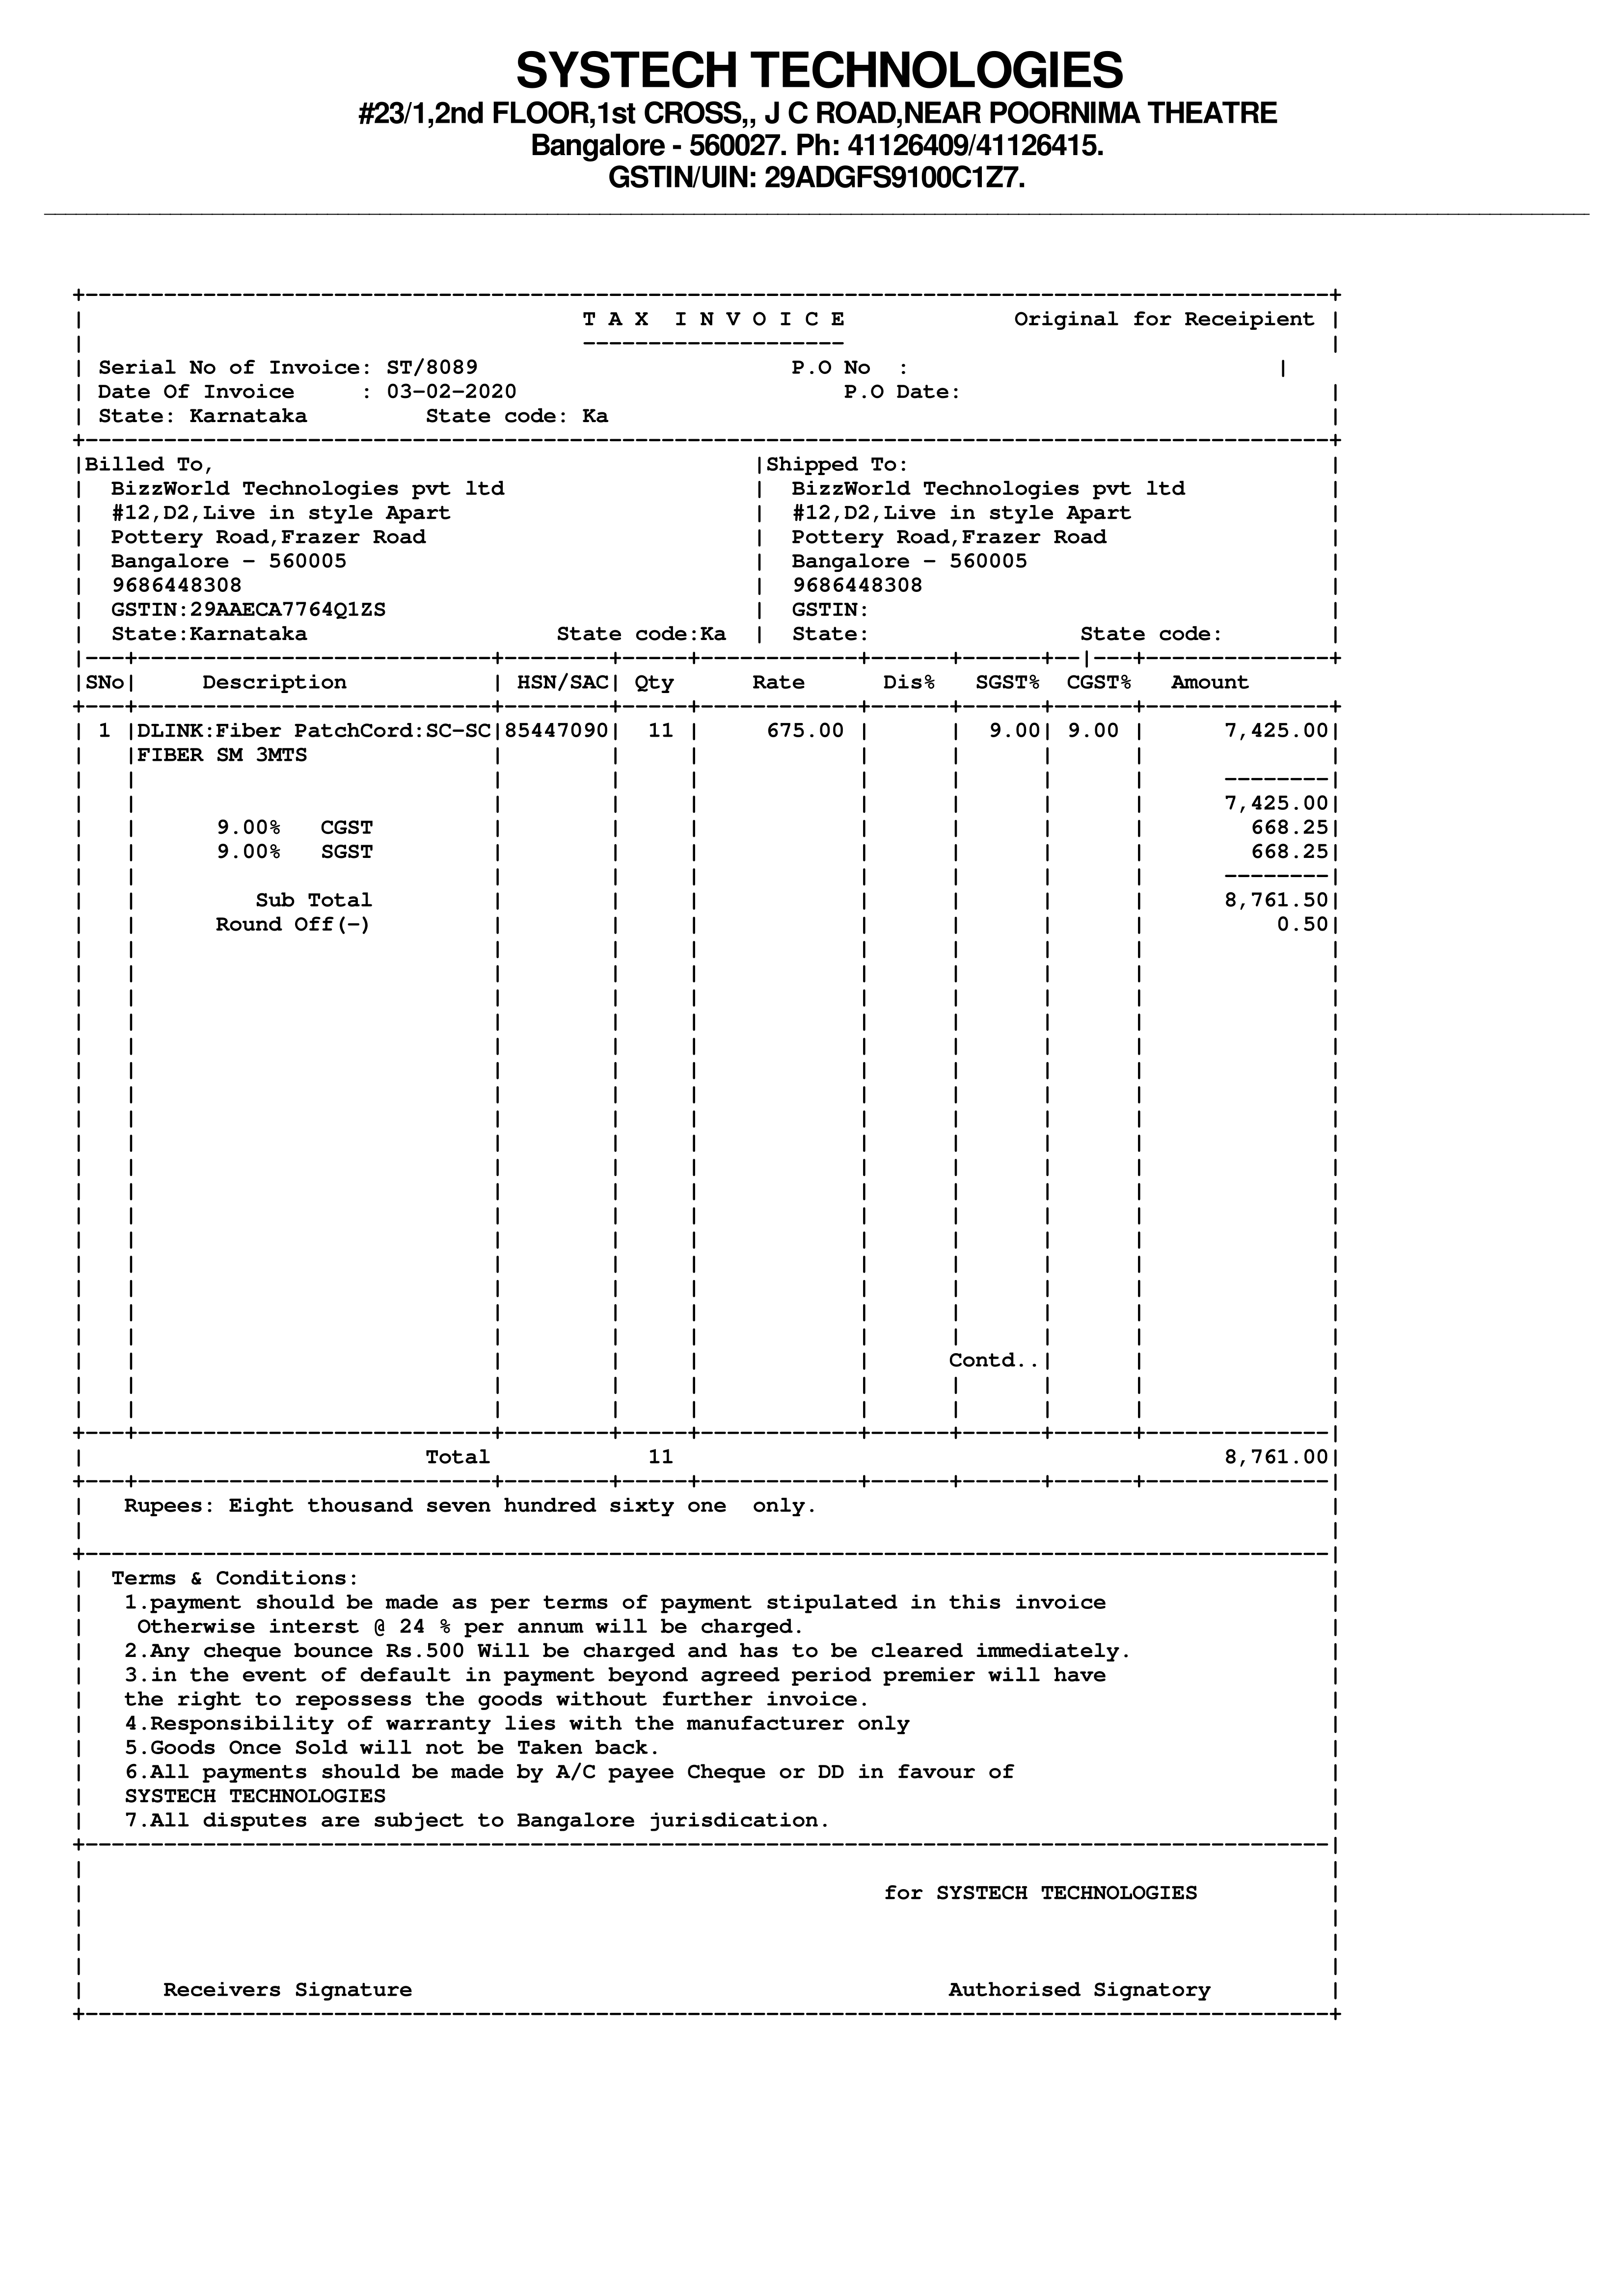 SYSTECH TECHNOLOGIES
#23/1,2nd FLOOR,1st CROSS,, J C ROAD,NEAR POORNIMA THEATRE
Bangalore - 560027. Ph: 41126409/41126415.
GSTIN/UIN: 29ADGFS9100C1Z7.
T A X  I N V O I C E Original for Receipient
Serial No of Invoice: ST/8089 P.O No :
Date Of Invoice : 03-02-2020 P.O Date:
State: Karnataka State code: Ka
Billed To,
BizzWorld Technologies pvt ltd
#12,D2,Live in style Apart
Pottery Road,Frazer Road
Bangalore - 560005
9686448308
GSTIN:29AAECA7764Q1ZS
State:Karnataka State code:Ka
Shipped To:
BizzWorld Technologies pvt ltd
#12,D2,Live in style Apart
Pottery Road,Frazer Road
Bangalore - 560005
9686448308
GSTIN:
State: State code:
SNo Description HSN/SAC Qty Rate Dis% SGST% CGST% Amount
1 DLINK:Fiber PatchCord:SC-SC 85447090 11 675.00 9.00 9.00 7,425.00
FIBER SM 3MTS
7,425.00
9.00% CGST 668.25
9.00% SGST 668.25
Sub Total 8,761.50
Round Off(-) 0.50
Contd..
Total 11 8,761.00
Rupees: Eight thousand seven hundred sixty one  only.
Terms & Conditions:
1.payment should be made as per terms of payment stipulated in this invoice
Otherwise interst @ 24 % per annum will be charged.
2.Any cheque bounce Rs.500 Will be charged and has to be cleared immediately.
3.in the event of default in payment beyond agreed period premier will have
the right to repossess the goods without further invoice.
4.Responsibility of warranty lies with the manufacturer only
5.Goods Once Sold will not be Taken back.
6.All payments should be made by A/C payee Cheque or DD in favour of
SYSTECH TECHNOLOGIES
7.All disputes are subject to Bangalore jurisdication.
for SYSTECH TECHNOLOGIES
Receivers Signature Authorised Signatory